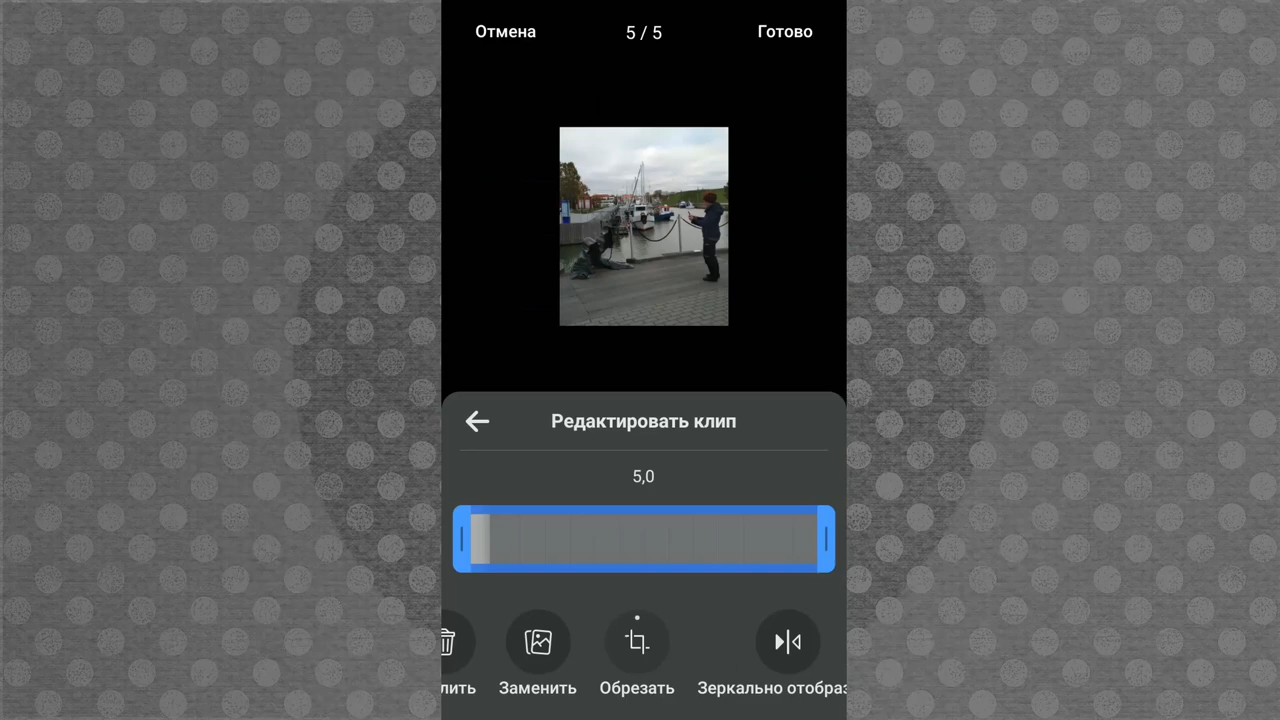 Отмена 5 / 5 Готово
Редактировать клип
5,0
лить Заменить Обрезать Зеркально отобраз